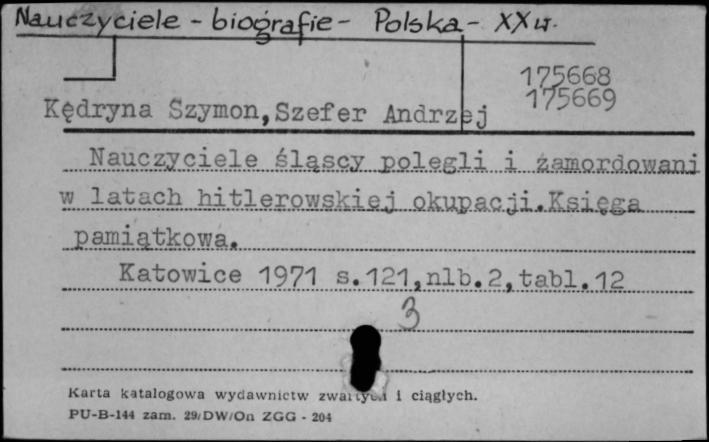 Nauczyciele - biografie - Polska - XX w.
175668
175669
Kędryna Szymon, Szefer Andrzej
Nauczyciele śląscy polegli i zamordowani
w latach hitlerowskiej okupacji. Księga
pamiątkowa.
Katowice 1971 s.121, nlb.2, tabl.12
3
Karta katalogowa wydawnictw zwartych i ciągłych.
PU-B-144 zam. 29/DW/On ZGG - 204